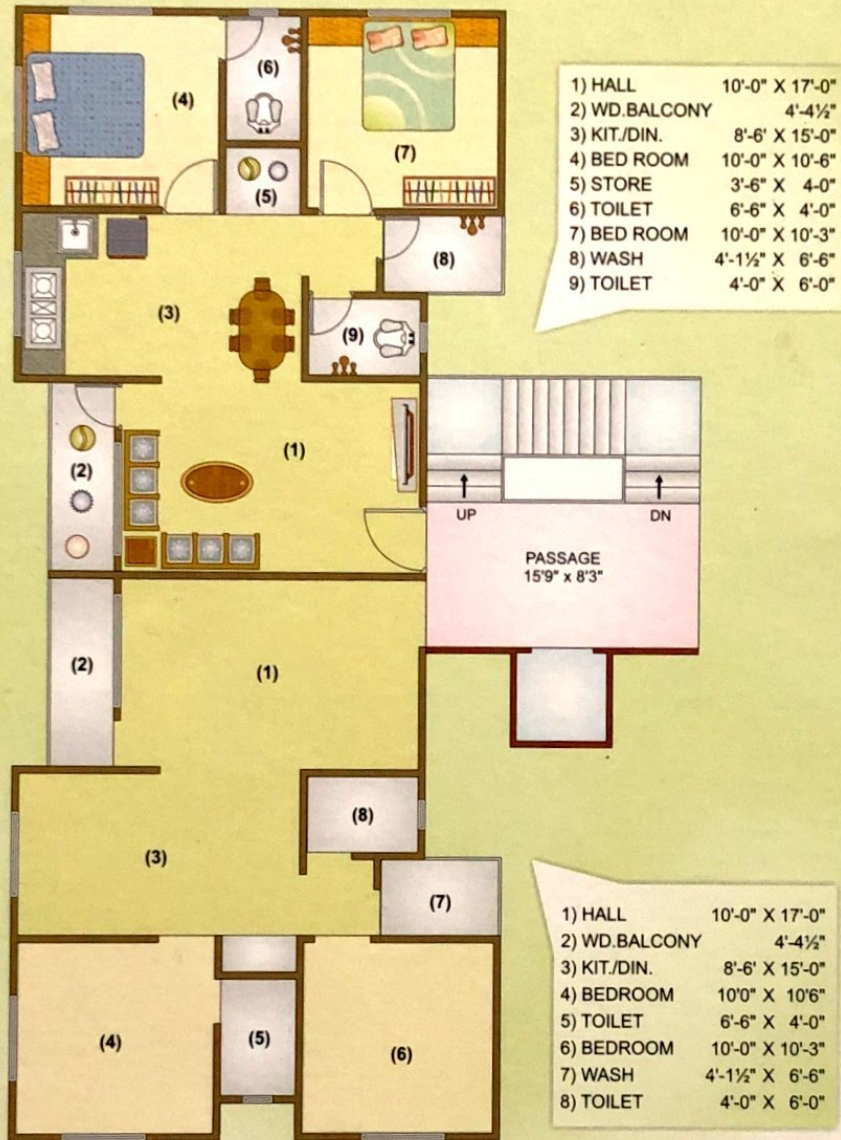 (4)
(6)
(7)
(5)
(8)
(3)
(9)
(2)
(1)
1) HALL 10'-0" X 17'-0"
2) WD.BALCONY 4'-4½"
3) KIT./DIN. 8'-6' X 15'-0"
4) BED ROOM 10'-0" X 10'-6"
5) STORE 3'-6" X 4-0"
6) TOILET 6'-6" X 4'-0"
7) BED ROOM 10'-0" X 10'-3"
8) WASH 4'-1½" X 6'-6"
9) TOILET 4'-0" X 6'-0"
UP
DN
PASSAGE
15'9" x 8'3"
(2)
(1)
(8)
(3)
(7)
(4)
(5)
(6)
1) HALL 10'-0" X 17'-0"
2) WD.BALCONY 4'-4½"
3) KIT./DIN. 8'-6' X 15'-0"
4) BEDROOM 10'0" X 10'6"
5) TOILET 6'-6" X 4'-0"
6) BEDROOM 10'-0" X 10'-3"
7) WASH 4'-1½" X 6'-6"
8) TOILET 4'-0" X 6'-0"